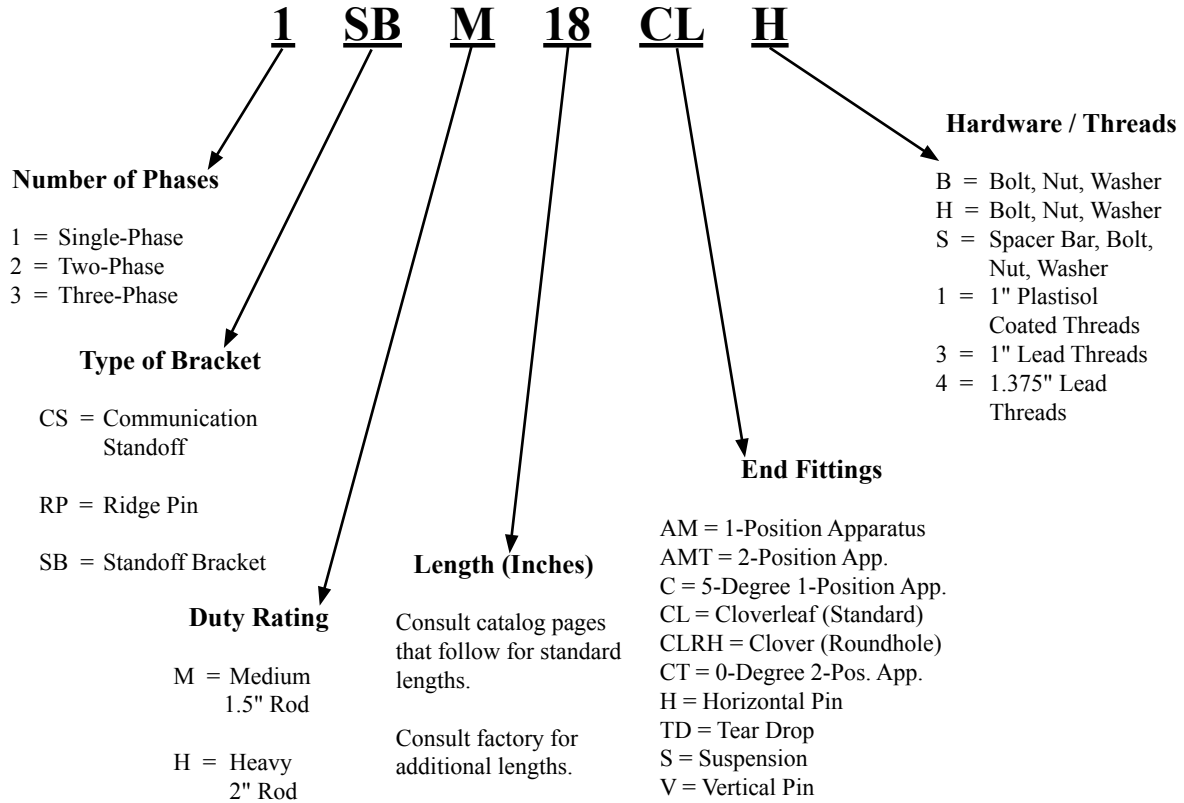 1 SB M 18 CL H
Number of Phases
1 = Single-Phase
2 = Two-Phase
3 = Three-Phase
Type of Bracket
CS = Communication
Standoff
RP = Ridge Pin
SB = Standoff Bracket
Duty Rating
M = Medium
1.5" Rod
H = Heavy
2" Rod
Length (Inches)
Consult catalog pages
that follow for standard
lengths.
Consult factory for
additional lengths.
End Fittings
AM = 1-Position Apparatus
AMT = 2-Position App.
C = 5-Degree 1-Position App.
CL = Cloverleaf (Standard)
CLRH = Clover (Roundhole)
CT = 0-Degree 2-Pos. App.
H = Horizontal Pin
TD = Tear Drop
S = Suspension
V = Vertical Pin
Hardware / Threads
B = Bolt, Nut, Washer
H = Bolt, Nut, Washer
S = Spacer Bar, Bolt,
Nut, Washer
1 = 1" Plastisol
Coated Threads
3 = 1" Lead Threads
4 = 1.375" Lead
Threads